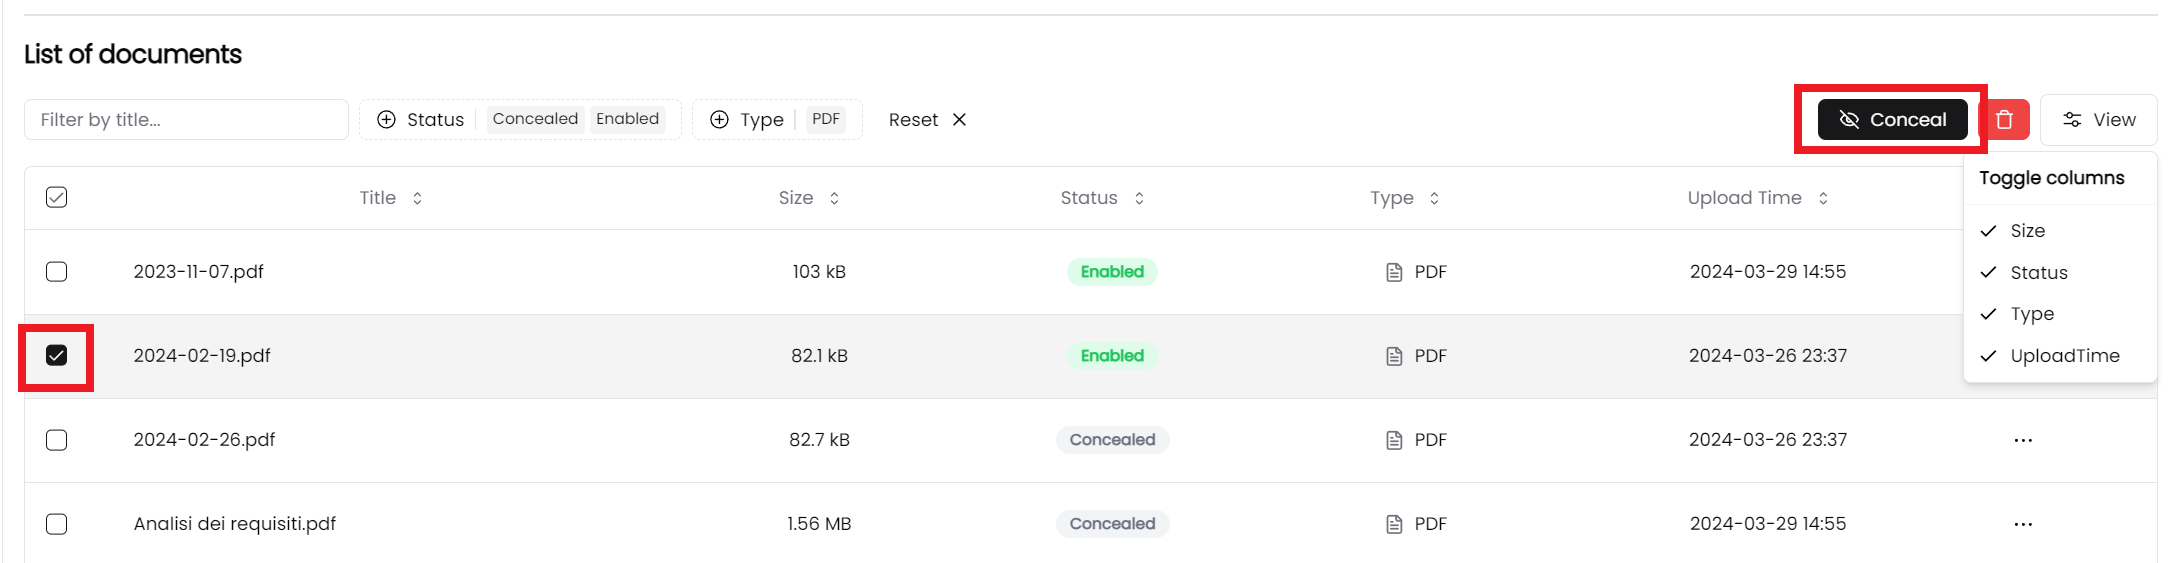 List of documents
Filter by title... Status Concealed Enabled Type PDF Reset Conceal View
Toggle columns
Title Size Status Type Upload Time
Size
2023-11-07.pdf 103 kB Enabled PDF 2024-03-29 14:55
Status
Type
2024-02-19.pdf 82.1 kB Enabled PDF 2024-03-26 23:37
UploadTime
2024-02-26.pdf 82.7 kB Concealed PDF 2024-03-26 23:37 ...
Analisi dei requisiti.pdf 1.56 MB Concealed PDF 2024-03-29 14:55 ...